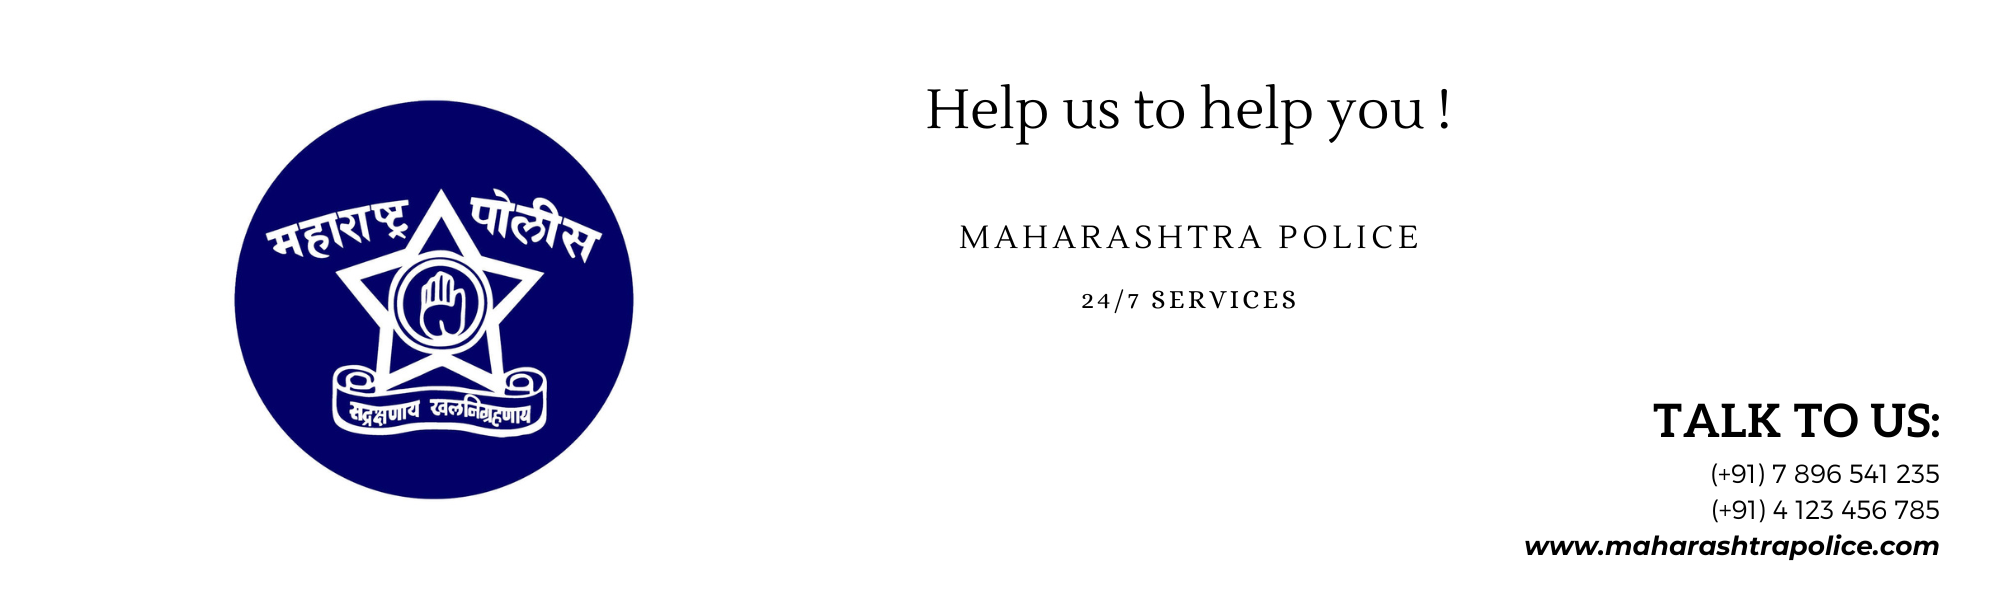 महाराष्ट्र पोलीस
सद्रक्षणाय खलनिग्रहणाय
Help us to help you !
MAHARASHTRA POLICE
24/7 SERVICES
TALK TO US:
(+91) 7 896 541 235
(+91) 4 123 456 785
www.maharashtrapolice.com